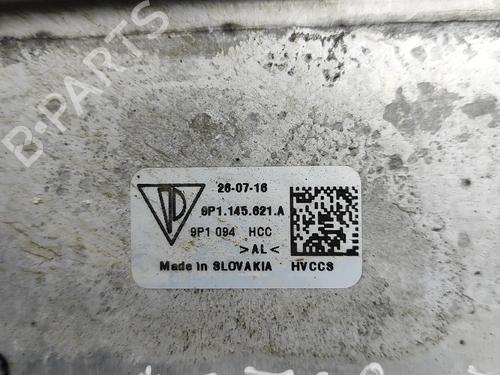 B-PARTS
26-07-16
9P1.145.621.A
9P1 094 HCC
>AL<
Made in SLOVAKIA HVCCS